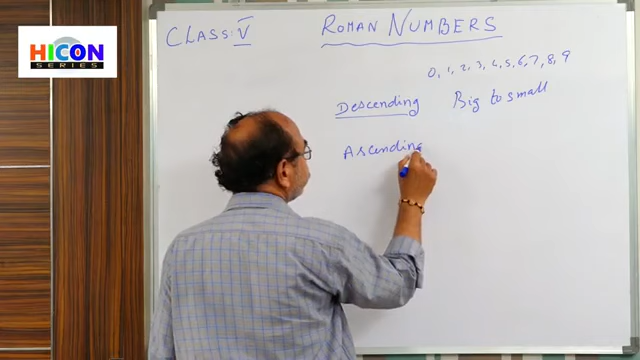 HICON
SERIES
CLASS: V
ROMAN NUMBERS
0, 1, 2, 3, 4, 5, 6, 7, 8, 9
Descending Big to small
Ascending